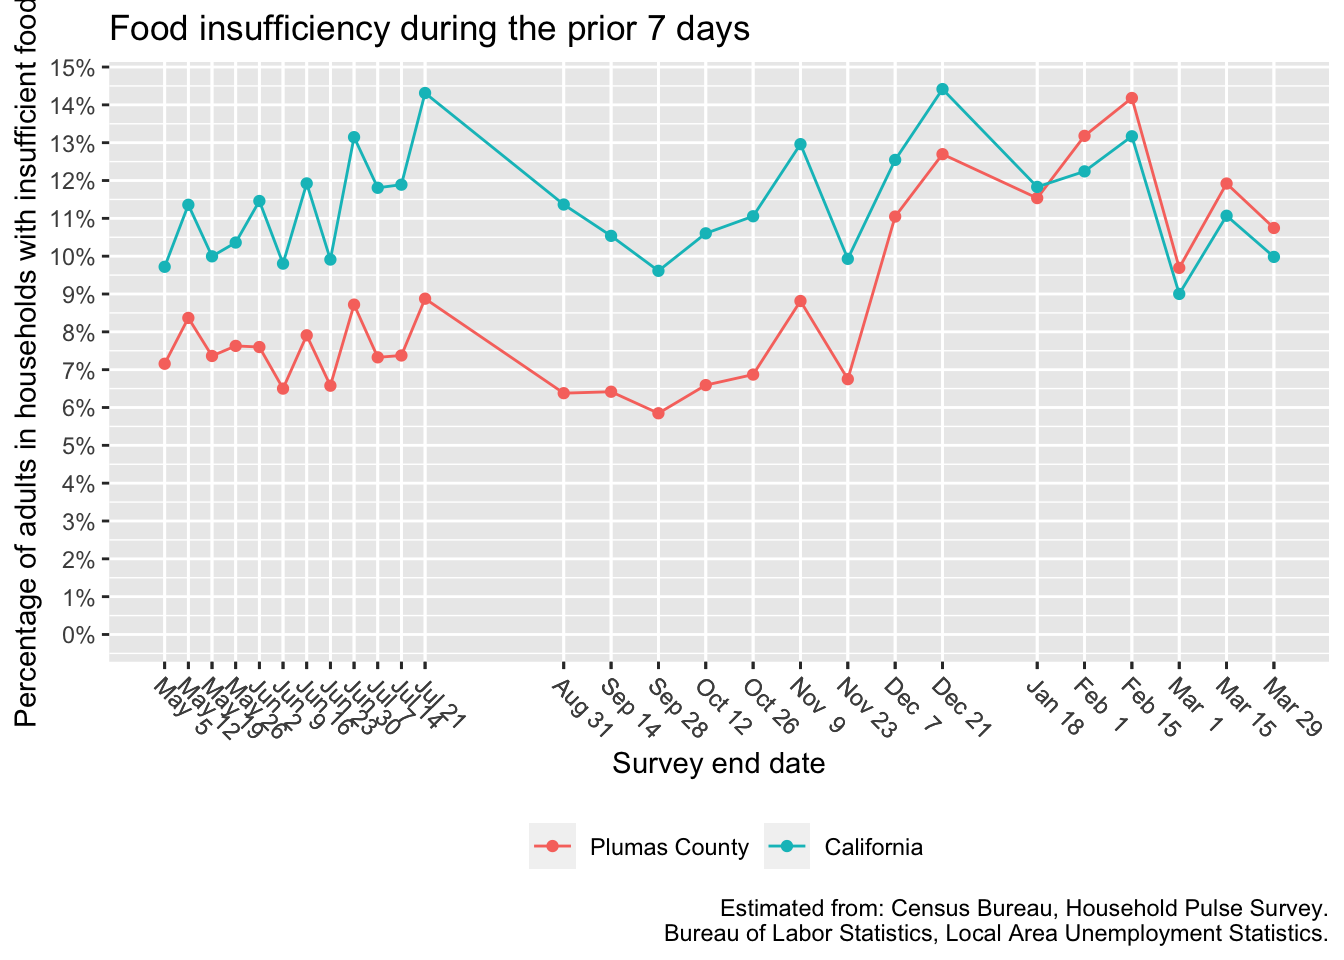 Food insufficiency during the prior 7 days
Percentage of adults in households with insufficient food
15%
14%
13%
12%
11%
10%
9%
8%
7%
6%
5%
4%
3%
2%
1%
0%
May 5
May 12
May 19
May 26
Jun 2
Jun 9
Jun 16
Jun 23
Jun 30
Jul 7
Jul 14
Jul 21
Aug 31
Sep 14
Sep 28
Oct 12
Oct 26
Nov 9
Nov 23
Dec 7
Dec 21
Jan 18
Feb 1
Feb 15
Mar 1
Mar 15
Mar 29
Survey end date
Plumas County
California
Estimated from: Census Bureau, Household Pulse Survey.
Bureau of Labor Statistics, Local Area Unemployment Statistics.